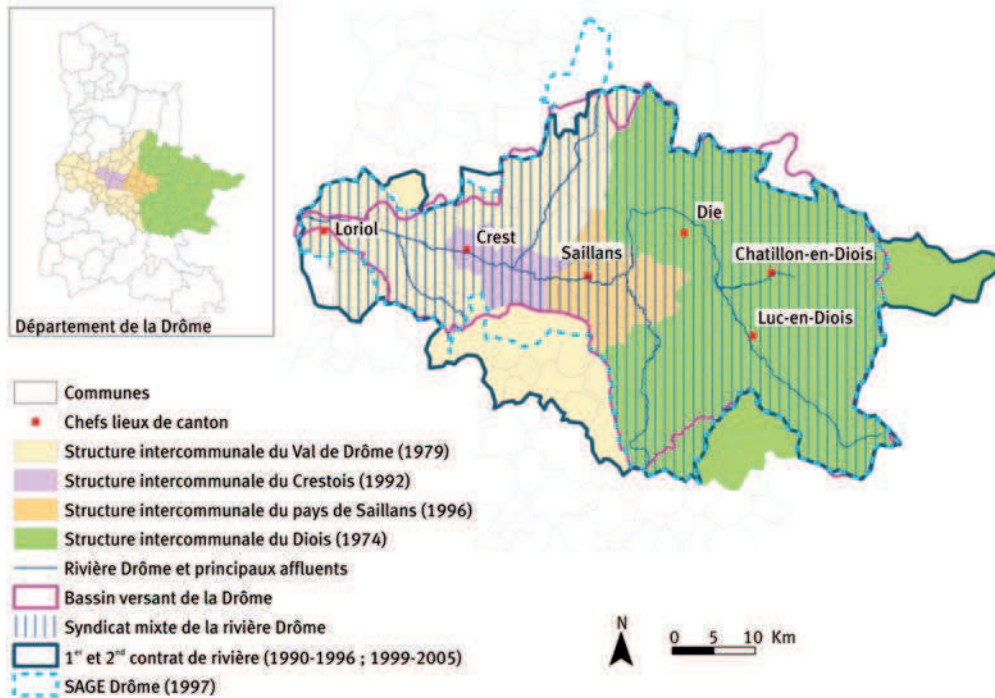 Département de la Drôme
Loriol
Crest
Saillans
Die
Chatillon-en-Diois
Luc-en-Diois
Communes
Chefs lieux de canton
Structure intercommunale du Val de Drôme (1979)
Structure intercommunale du Crestois (1992)
Structure intercommunale du pays de Saillans (1996)
Structure intercommunale du Diois (1974)
Rivière Drôme et principaux affluents
Bassin versant de la Drôme
Syndicat mixte de la rivière Drôme
1er et 2nd contrat de rivière (1990-1996 ; 1999-2005)
SAGE Drôme (1997)
N
0 5 10 Km